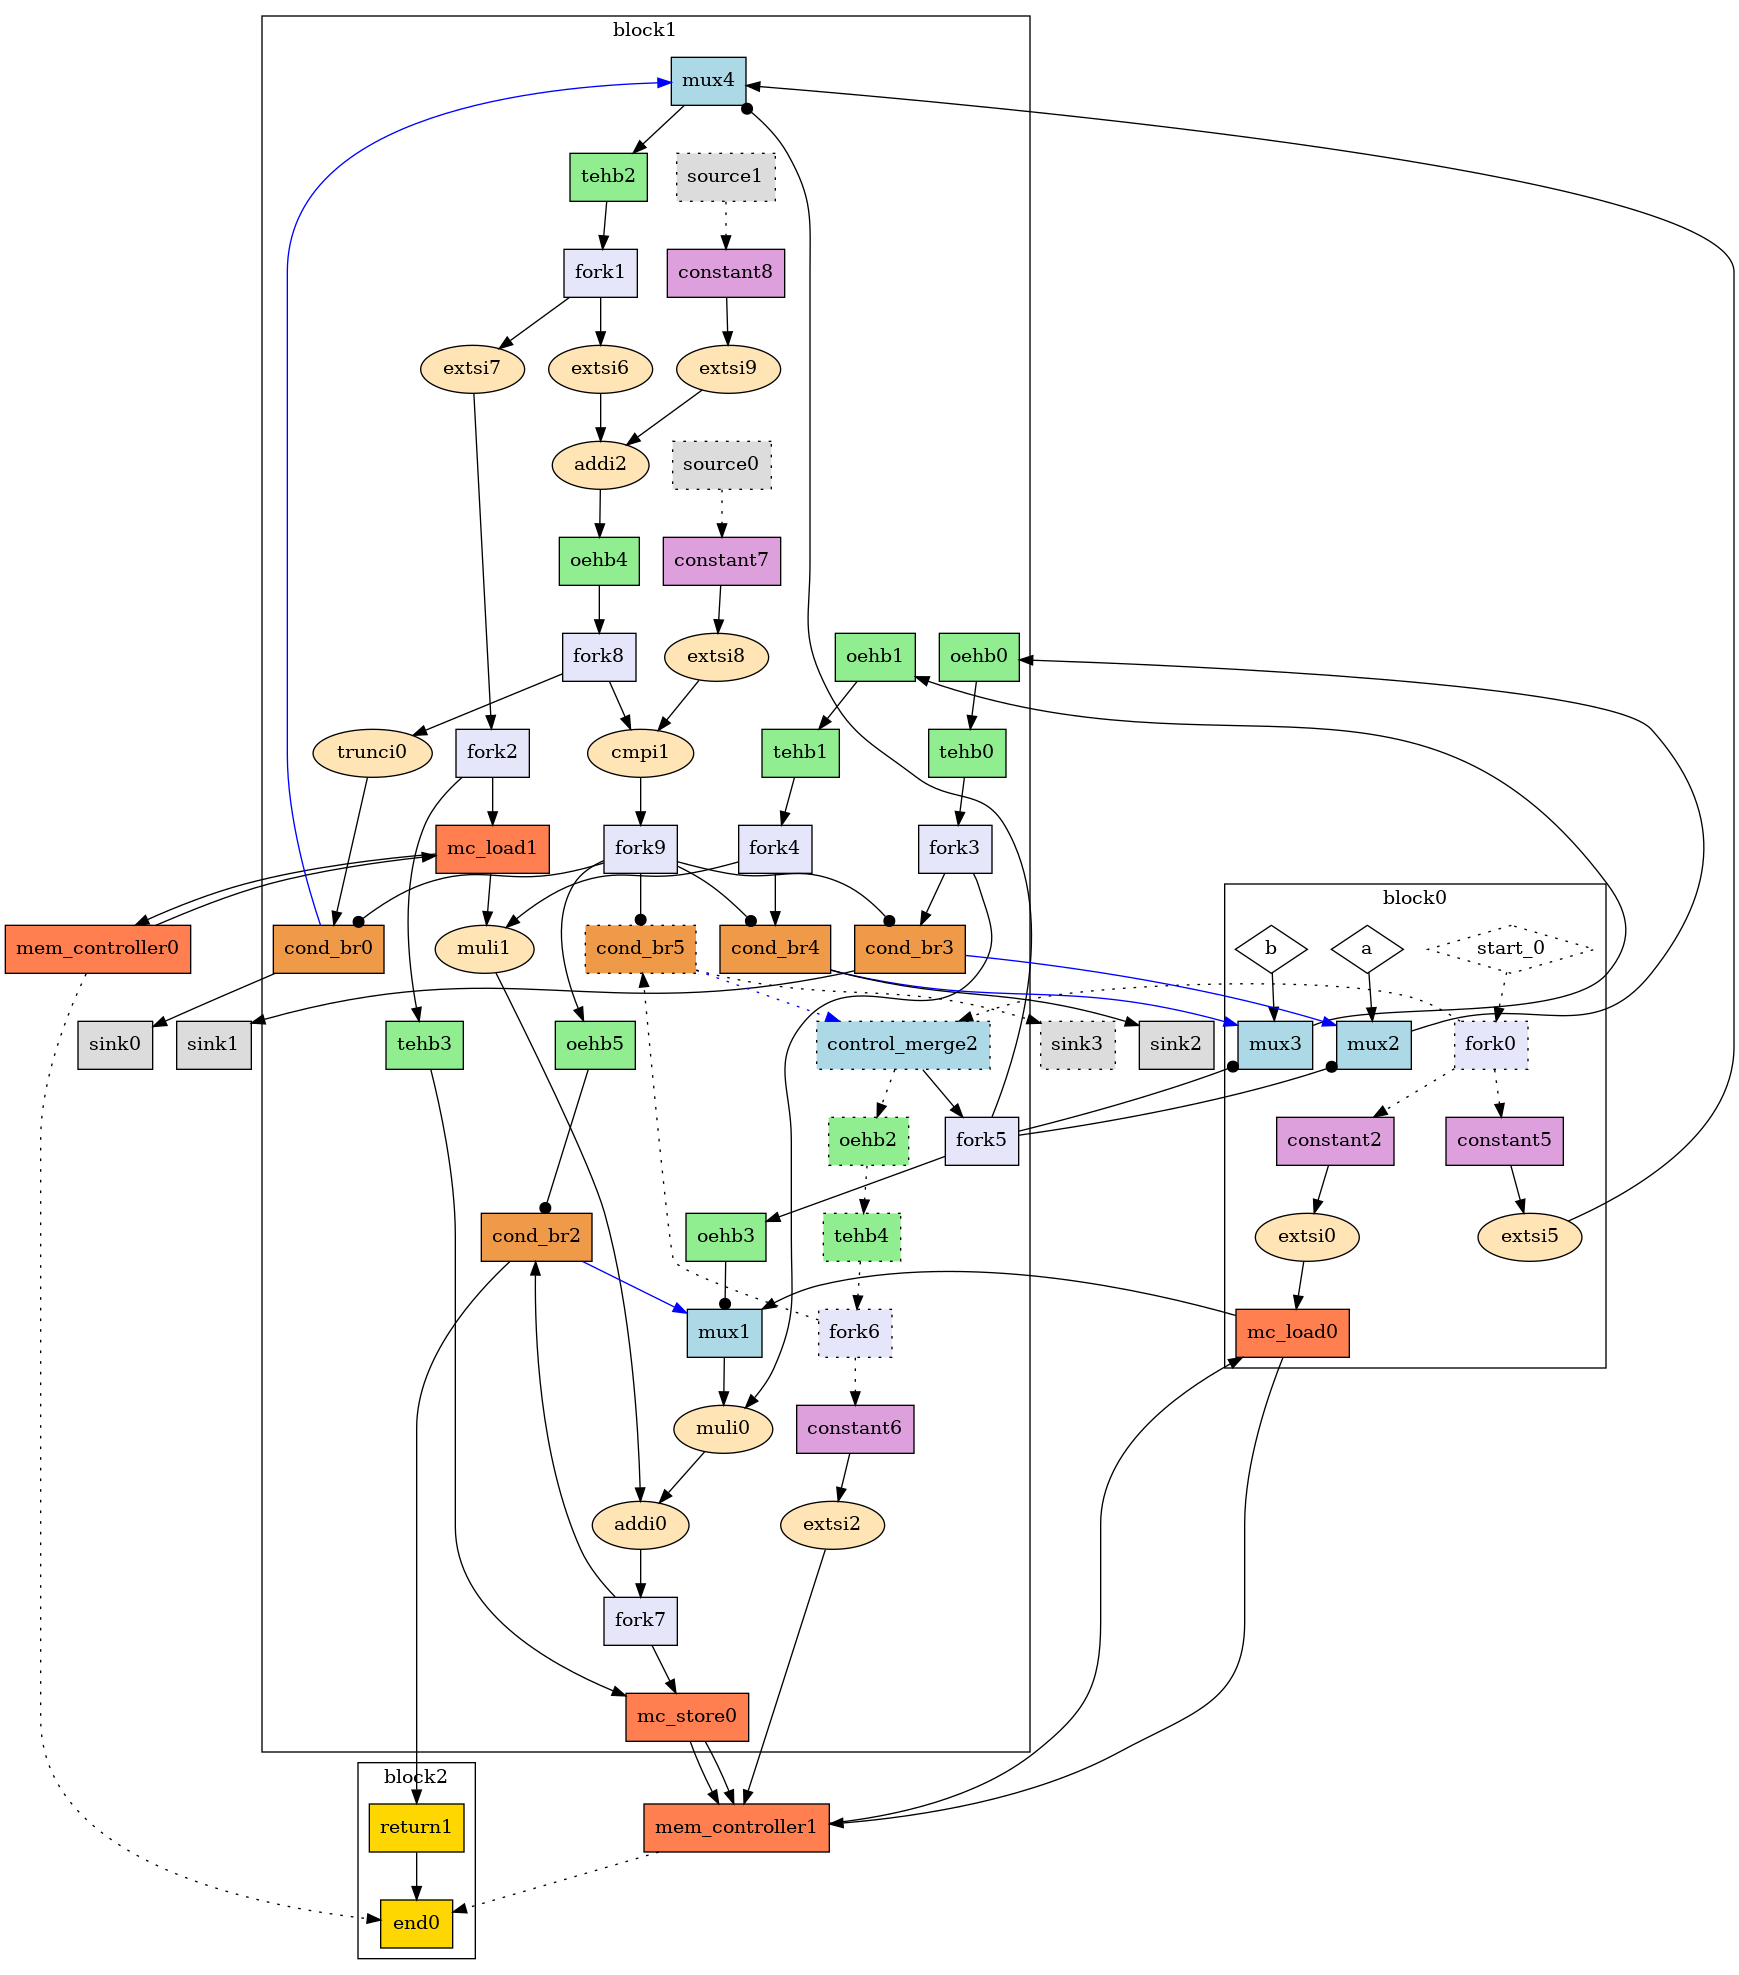 block1
mux4
tehb2
source1
fork1
constant8
extsi7
extsi6
extsi9
addi2
source0
oehb4
constant7
fork8
extsi8
oehb1
oehb0
trunci0
fork2
cmpi1
tehb1
tehb0
mc_load1
fork9
fork4
fork3
block0
mem_controller0
cond_br0
muli1
cond_br5
cond_br4
cond_br3
b
a
start_0
sink0
sink1
tehb3
oehb5
control_merge2
sink3
sink2
mux3
mux2
fork0
oehb2
fork5
constant2
constant5
cond_br2
oehb3
tehb4
extsi0
extsi5
mux1
fork6
mc_load0
muli0
constant6
addi0
extsi2
fork7
mc_store0
block2
return1
mem_controller1
end0